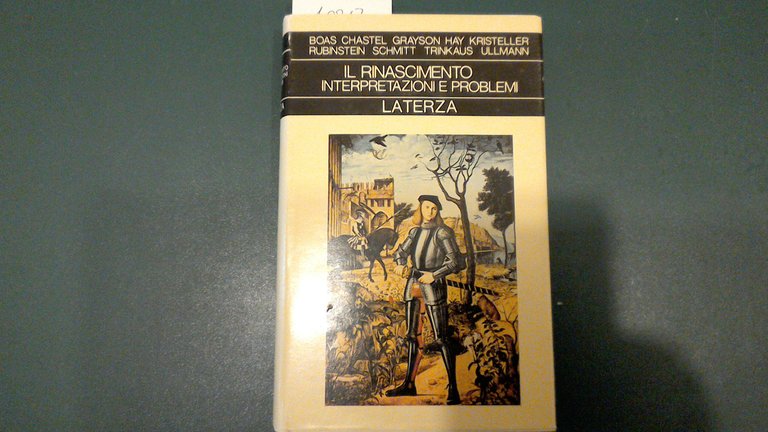 BOAS CHASTEL GRAYSON HAY KRISTELLER
RUBINSTEIN SCHMITT TRINKAUS ULLMANN
IL RINASCIMENTO
INTERPRETAZIONI E PROBLEMI
LATERZA